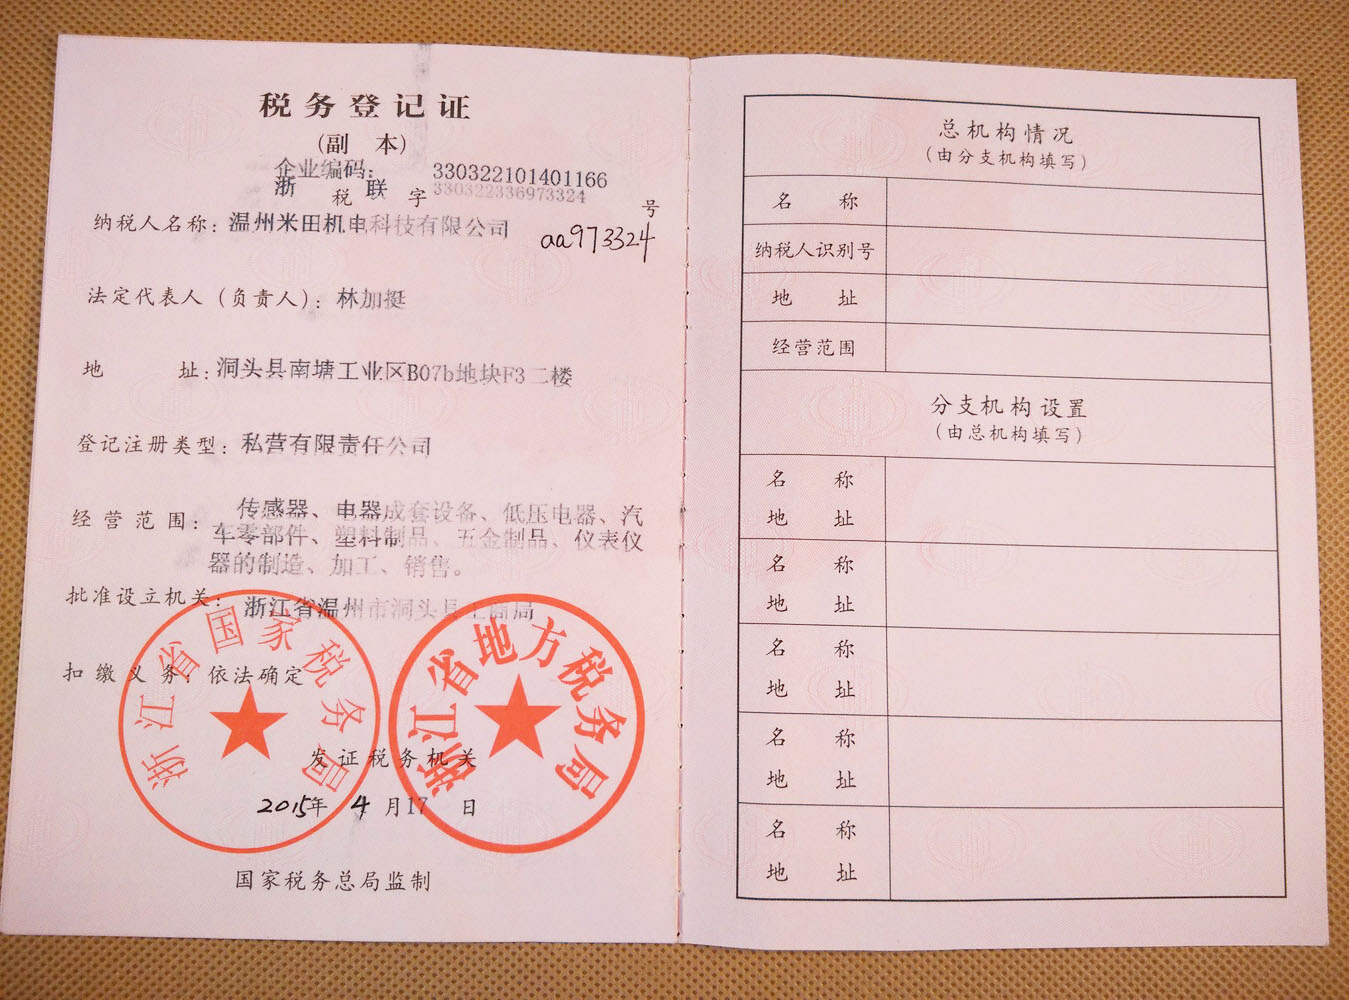 税务登记证
(副 本)
企业编码: 330322101401166
浙 税 联 字 330322336973324 号
纳税人名称: 温州米田机电科技有限公司 aa973324
法定代表人（负责人）: 林加挺
地 址: 洞头县南塘工业区B07b地块F3二楼
登记注册类型: 私营有限责任公司
经营范围: 传感器、电器成套设备、低压电器、汽
车零部件、塑料制品、五金制品、仪表仪
器的制造、加工、销售。
批准设立机关: 浙江省温州市洞头县工商局
扣缴义务: 依法确定
浙江省国家税务局
浙江省地方税务局
发证税务机关
2015年 4 月17 日
国家税务总局监制
总机构情况
(由分支机构填写)
名 称
纳税人识别号
地 址
经营范围
分支机构设置
(由总机构填写)
名 称
地 址
名 称
地 址
名 称
地 址
名 称
地 址
名 称
地 址